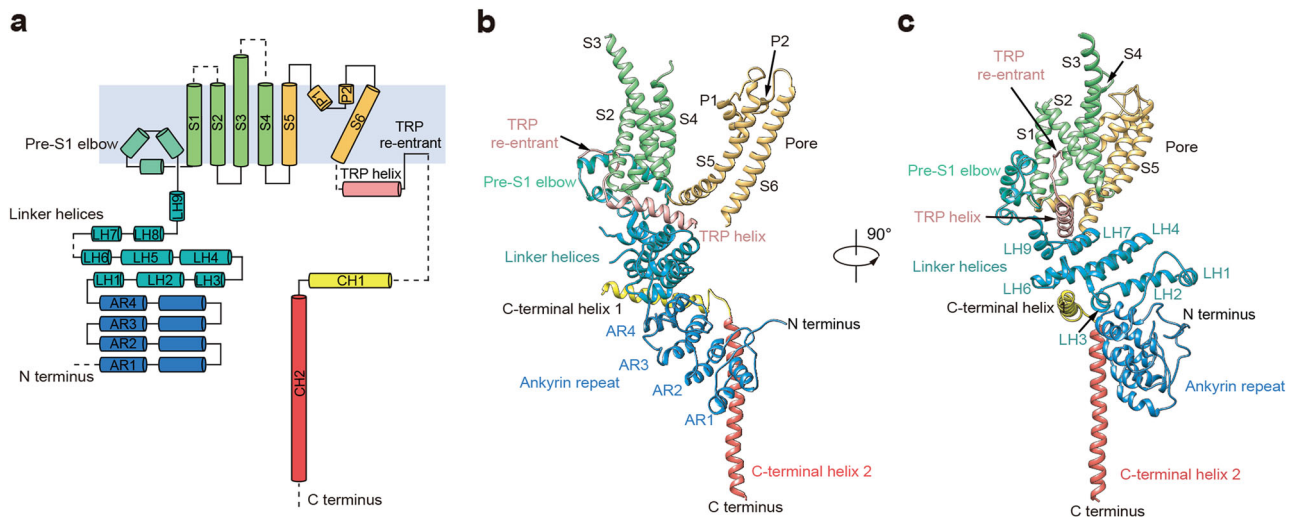 a
S1
S2
S3
S4
S5
P1
P2
S6
Pre-S1 elbow
TRP
re-entrant
TRP helix
LH9
Linker helices
LH7
LH8
LH6
LH5
LH4
LH1
LH2
LH3
AR4
AR3
AR2
AR1
N terminus
CH1
CH2
C terminus
b
S3
P2
P1
S2
S4
TRP
re-entrant
Pore
Pre-S1 elbow
S5
S6
TRP helix
Linker helices
C-terminal helix 1
N terminus
AR4
AR3
Ankyrin repeat
AR2
AR1
C-terminal helix 2
C terminus
90°
c
TRP
re-entrant
S3
S4
S2
S1
Pore
S5
Pre-S1 elbow
TRP helix
LH9
LH7
LH4
Linker helices
LH1
LH6
LH2
C-terminal helix 1
N terminus
LH3
Ankyrin repeat
C-terminal helix 2
C terminus